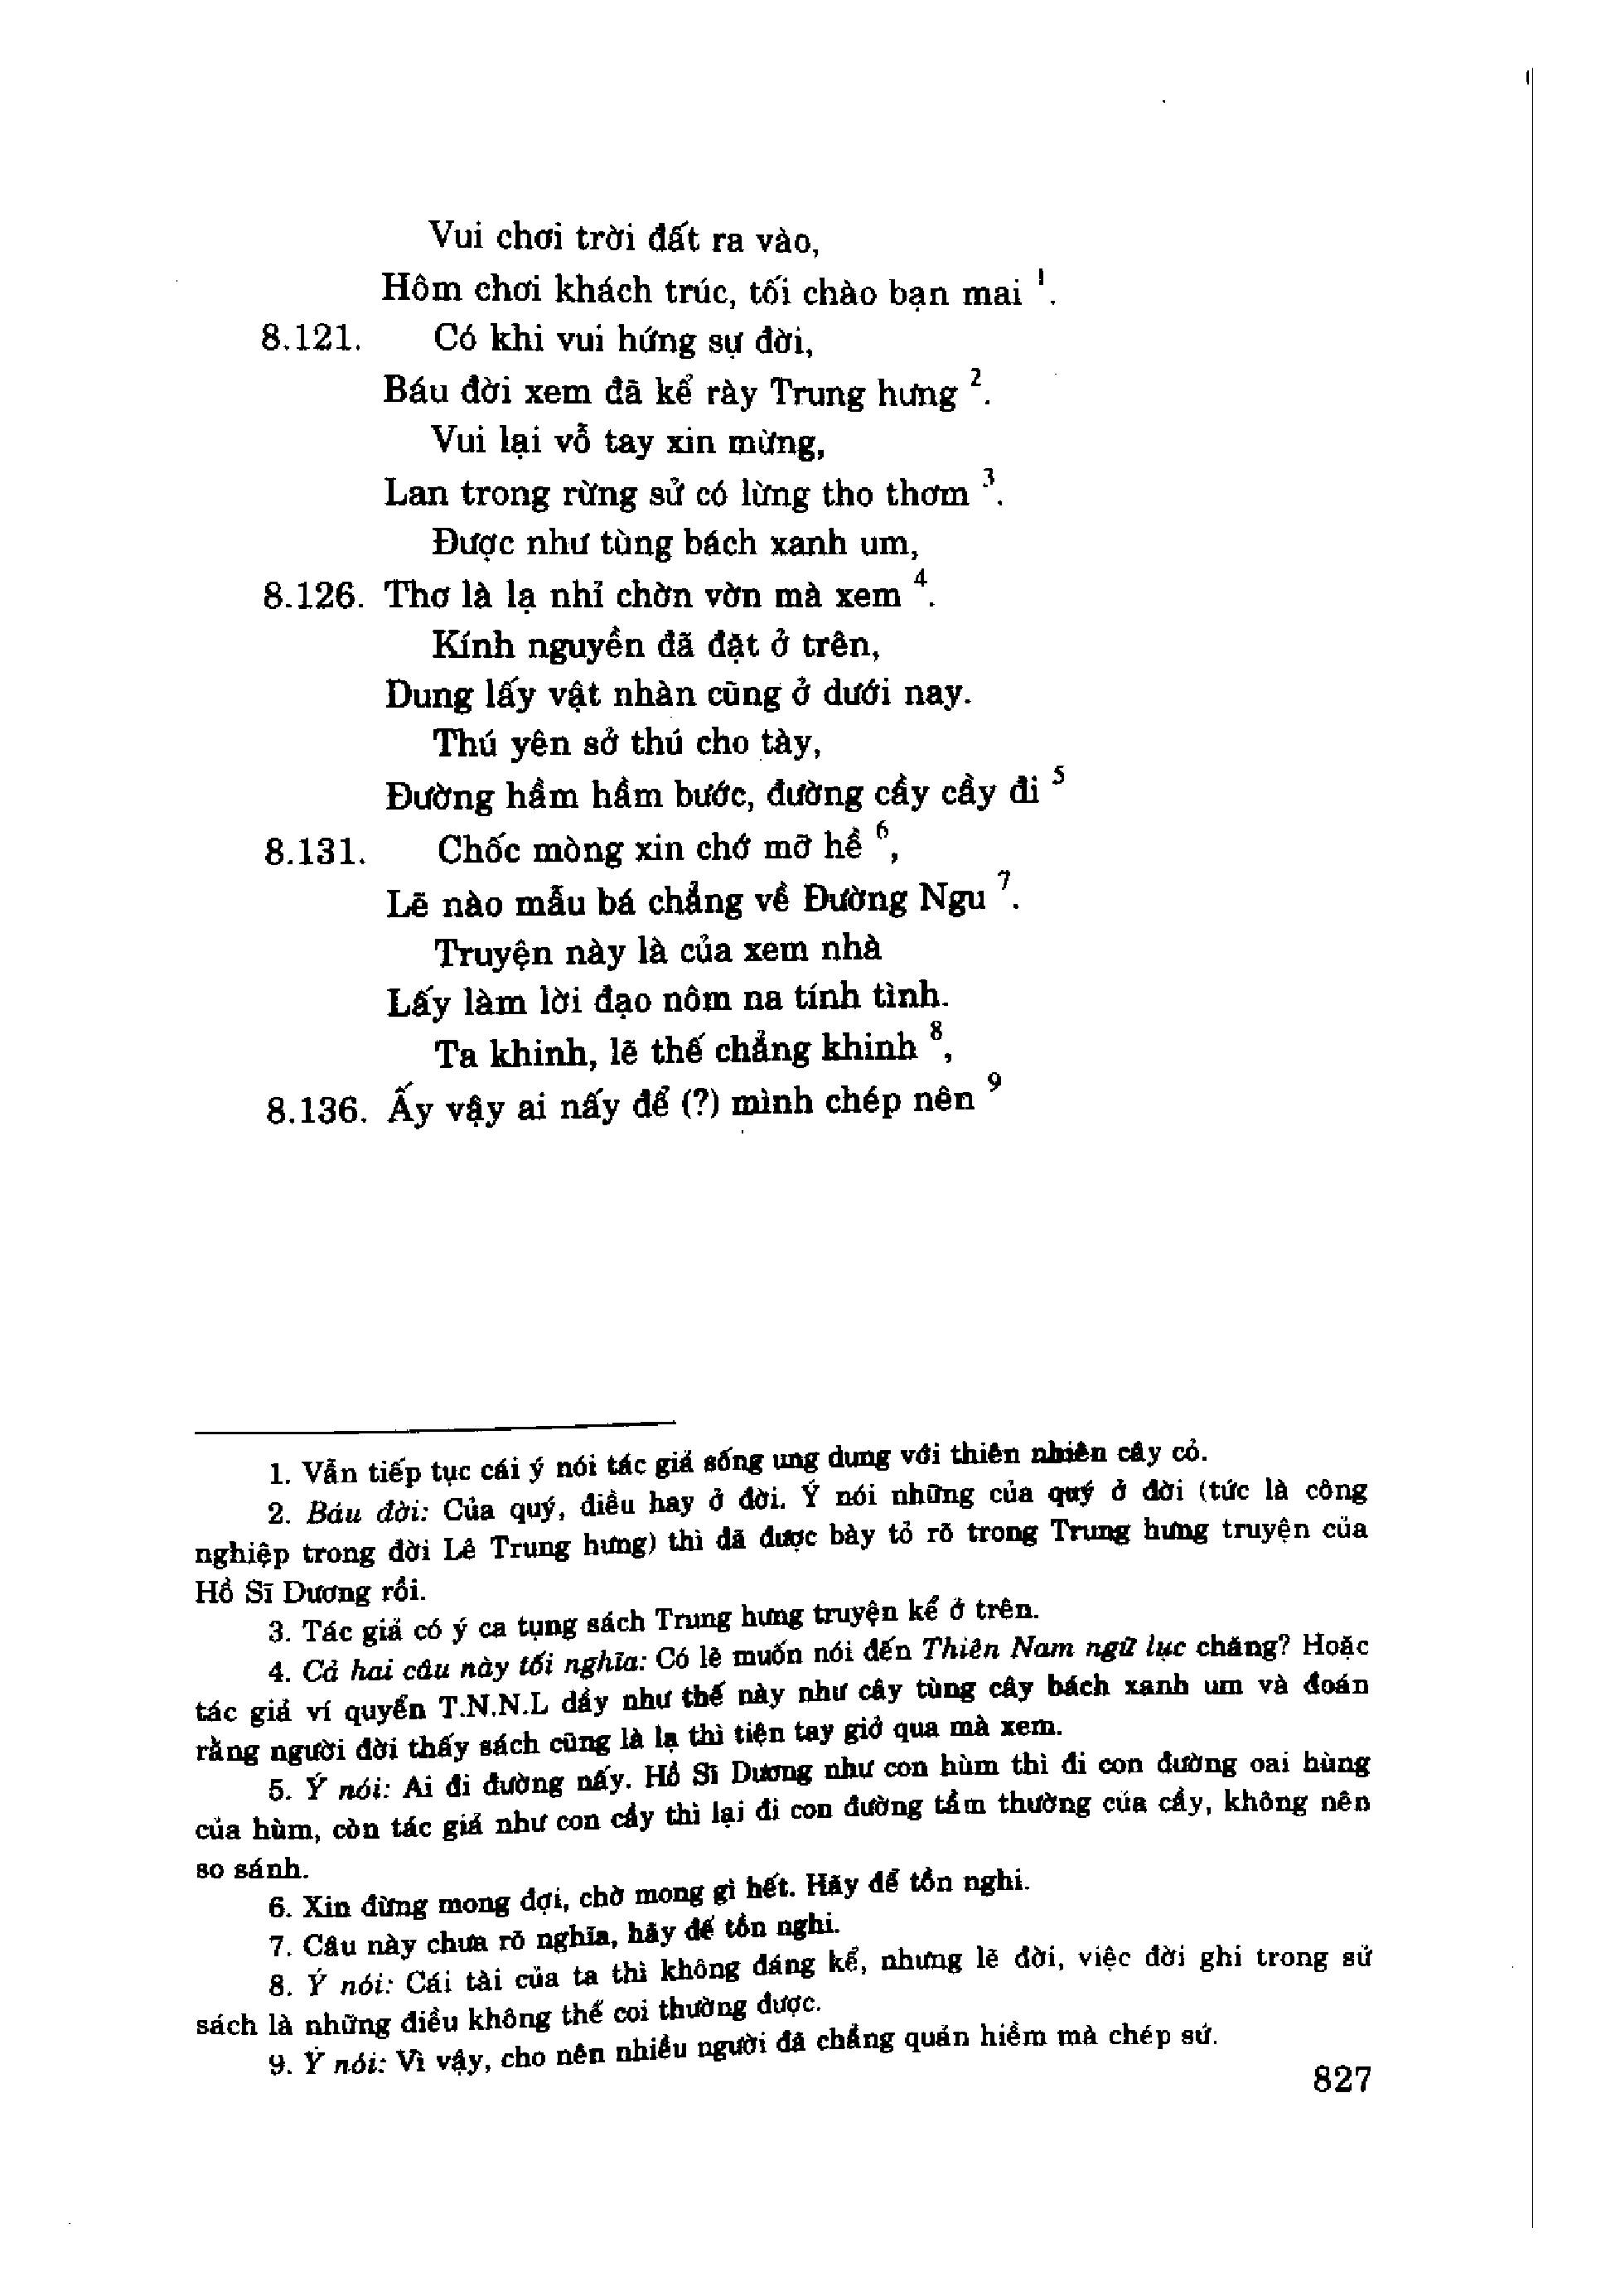 Vui chơi trời đất ra vào,
Hôm chơi khách trúc, tối chào bạn mai ¹.
8.121. Có khi vui hứng sự đời,
Báu đời xem đã kể rày Trung hưng ².
Vui lại vỗ tay xin mừng,
Lan trong rừng sử có lừng tho thơm ³.
Được như tùng bách xanh um,
8.126. Thơ là lạ nhỉ chờn vờn mà xem ⁴.
Kính nguyền đã đặt ở trên,
Dung lấy vật nhàn cũng ở dưới nay.
Thú yên sở thú cho tày,
Đường hầm hầm bước, đường cầy cầy đi ⁵
8.131. Chốc mòng xin chớ mỡ hề ⁶,
Lẽ nào mẫu bá chẳng về Đường Ngu ⁷.
Truyện này là của xem nhà
Lấy làm lời đạo nôm na tính tình.
Ta khinh, lẽ thế chẳng khinh ⁸,
8.136. Ấy vậy ai nấy để (?) mình chép nên ⁹
1. Vẫn tiếp tục cái ý nói tác giả sống ung dung với thiên nhiên cây cỏ.
2. Báu đời: Của quý, điều hay ở đời. Ý nói những của quý ở đời (tức là công
nghiệp trong đời Lê Trung hưng) thì đã được bày tỏ rõ trong Trung hưng truyện của
Hồ Sĩ Dương rồi.
3. Tác giả có ý ca tụng sách Trung hưng truyện kể ở trên.
4. Cả hai câu này tối nghĩa: Có lẽ muốn nói đến Thiên Nam ngữ lục chăng? Hoặc
tác giả ví quyển T.N.N.L dầy như thế này như cây tùng cây bách xanh um và đoán
rằng người đời thấy sách cũng là lạ thì tiện tay giở qua mà xem.
5. Ý nói: Ai đi đường nấy. Hồ Sĩ Dương như con hùm thì đi con đường oai hùng
của hùm, còn tác giả như con cầy thì lại đi con đường tầm thường của cầy, không nên
so sánh.
6. Xin đừng mong đợi, chờ mong gì hết. Hãy để tồn nghi.
7. Câu này chưa rõ nghĩa, hãy để tồn nghi.
8. Ý nói: Cái tài của ta thì không đáng kể, nhưng lẽ đời, việc đời ghi trong sử
sách là những điều không thể coi thường được.
9. Ý nói: Vì vậy, cho nên nhiều người đã chẳng quản hiềm mà chép sử.
827